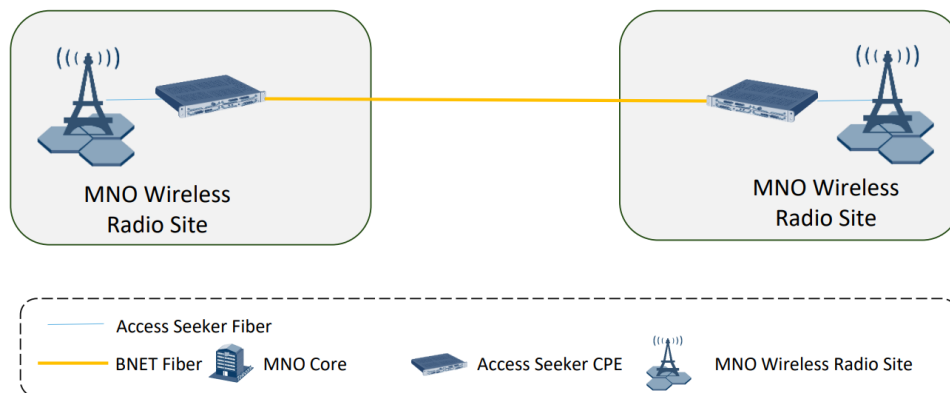 MNO Wireless
Radio Site
MNO Wireless
Radio Site
Access Seeker Fiber
BNET Fiber
MNO Core
Access Seeker CPE
MNO Wireless Radio Site